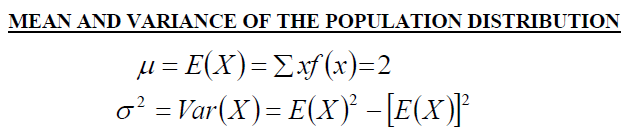 MEAN AND VARIANCE OF THE POPULATION DISTRIBUTION
μ = E(X) = Σxf(x)=2
σ² = Var(X) = E(X)² − [E(X)]²